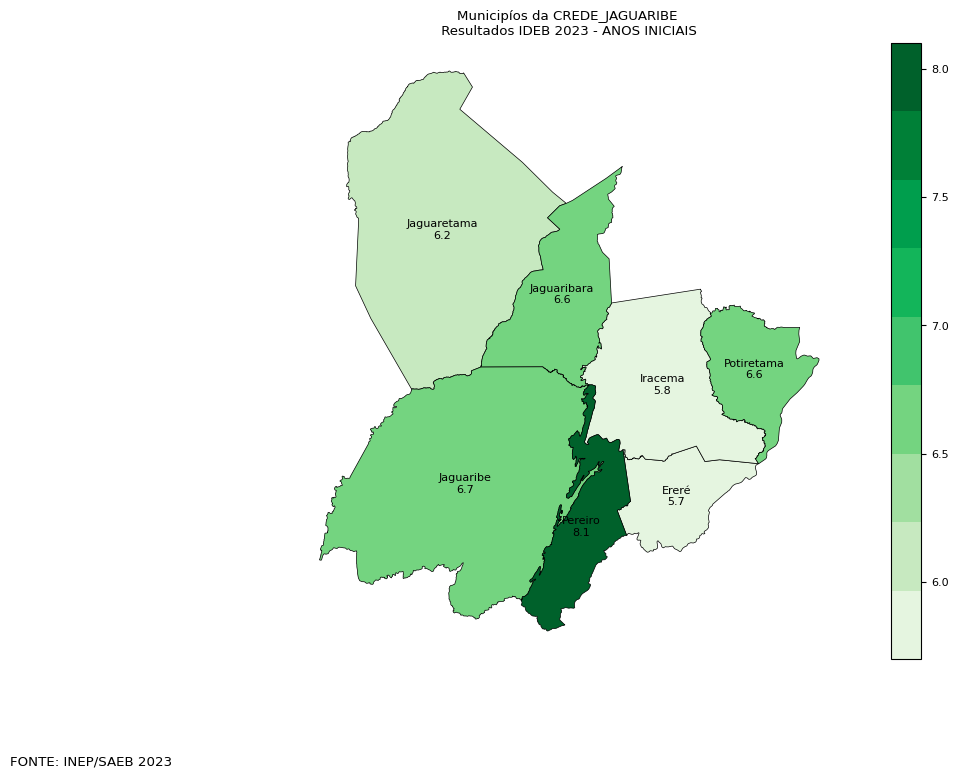 Municipíos da CREDE_JAGUARIBE
Resultados IDEB 2023 - ANOS INICIAIS
8.0
7.5
7.0
6.5
6.0
Jaguaretama
6.2
Jaguaribara
6.6
Potiretama
6.6
Iracema
5.8
Jaguaribe
6.7
Ereré
5.7
Pereiro
8.1
FONTE: INEP/SAEB 2023